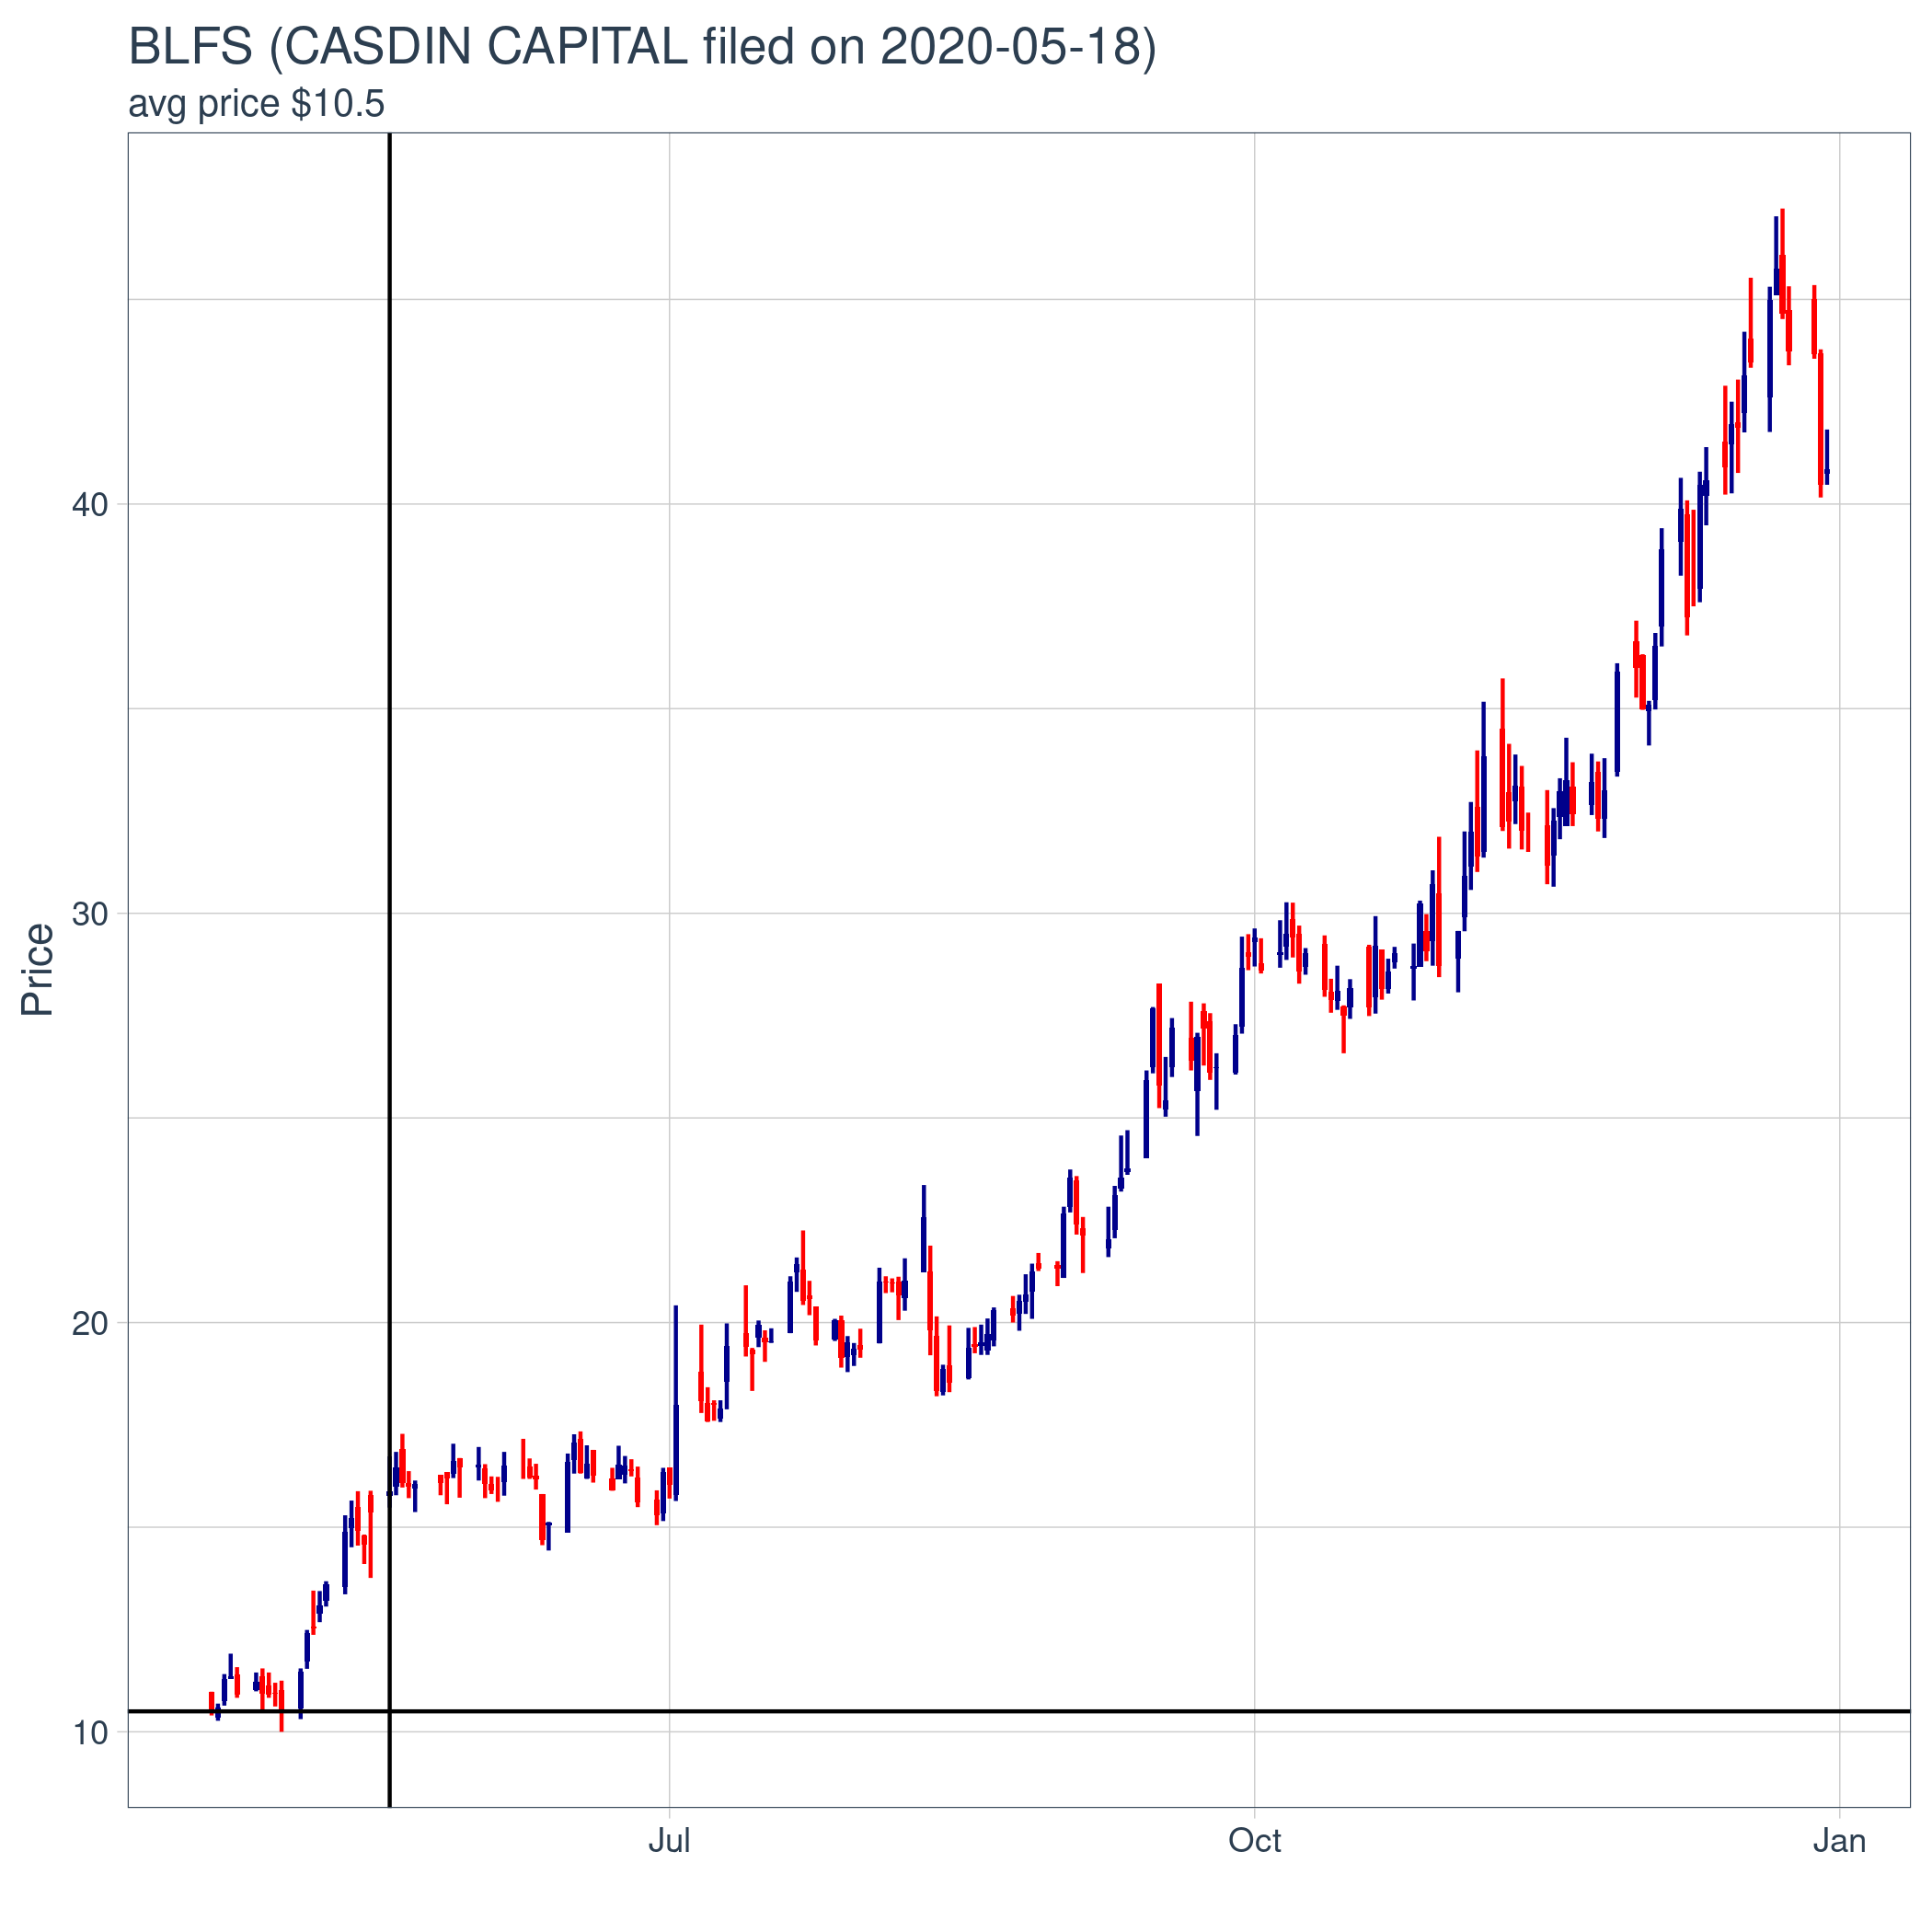 BLFS (CASDIN CAPITAL filed on 2020-05-18)
avg price $10.5
Price
40
30
20
10
Jul
Oct
Jan